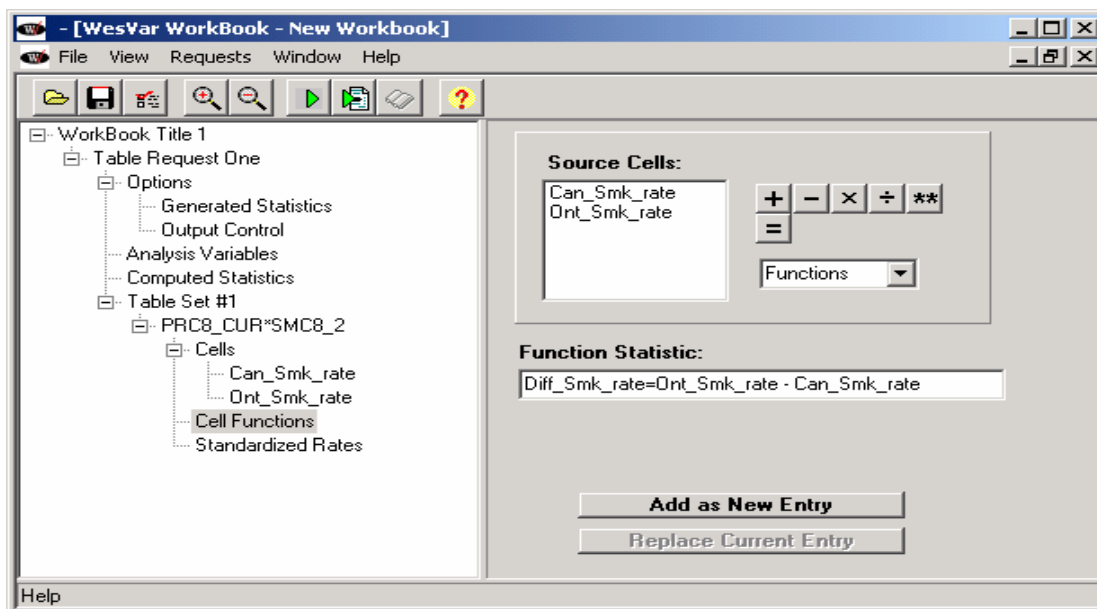 - [WesVar WorkBook - New Workbook]
File View Requests Window Help
WorkBook Title 1
Table Request One
Options
Generated Statistics
Output Control
Analysis Variables
Computed Statistics
Table Set #1
PRC8_CUR*SMC8_2
Cells
Can_Smk_rate
Ont_Smk_rate
Cell Functions
Standardized Rates
Source Cells:
Can_Smk_rate
Ont_Smk_rate
+ − × ÷ **
=
Functions
Function Statistic:
Diff_Smk_rate=Ont_Smk_rate - Can_Smk_rate
Add as New Entry
Replace Current Entry
Help